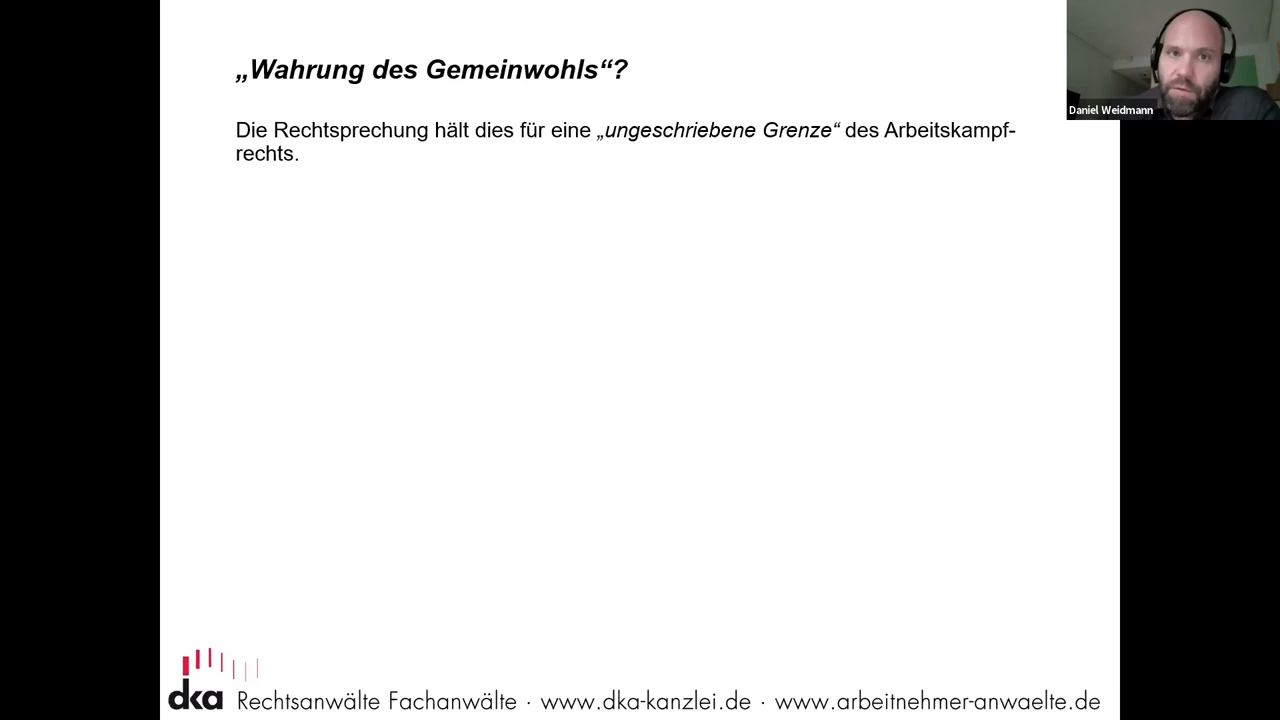 „Wahrung des Gemeinwohls“?
Daniel Weidmann
Die Rechtsprechung hält dies für eine „ungeschriebene Grenze“ des Arbeitskampf-
rechts.
dka Rechtsanwälte Fachanwälte · www.dka-kanzlei.de · www.arbeitnehmer-anwaelte.de